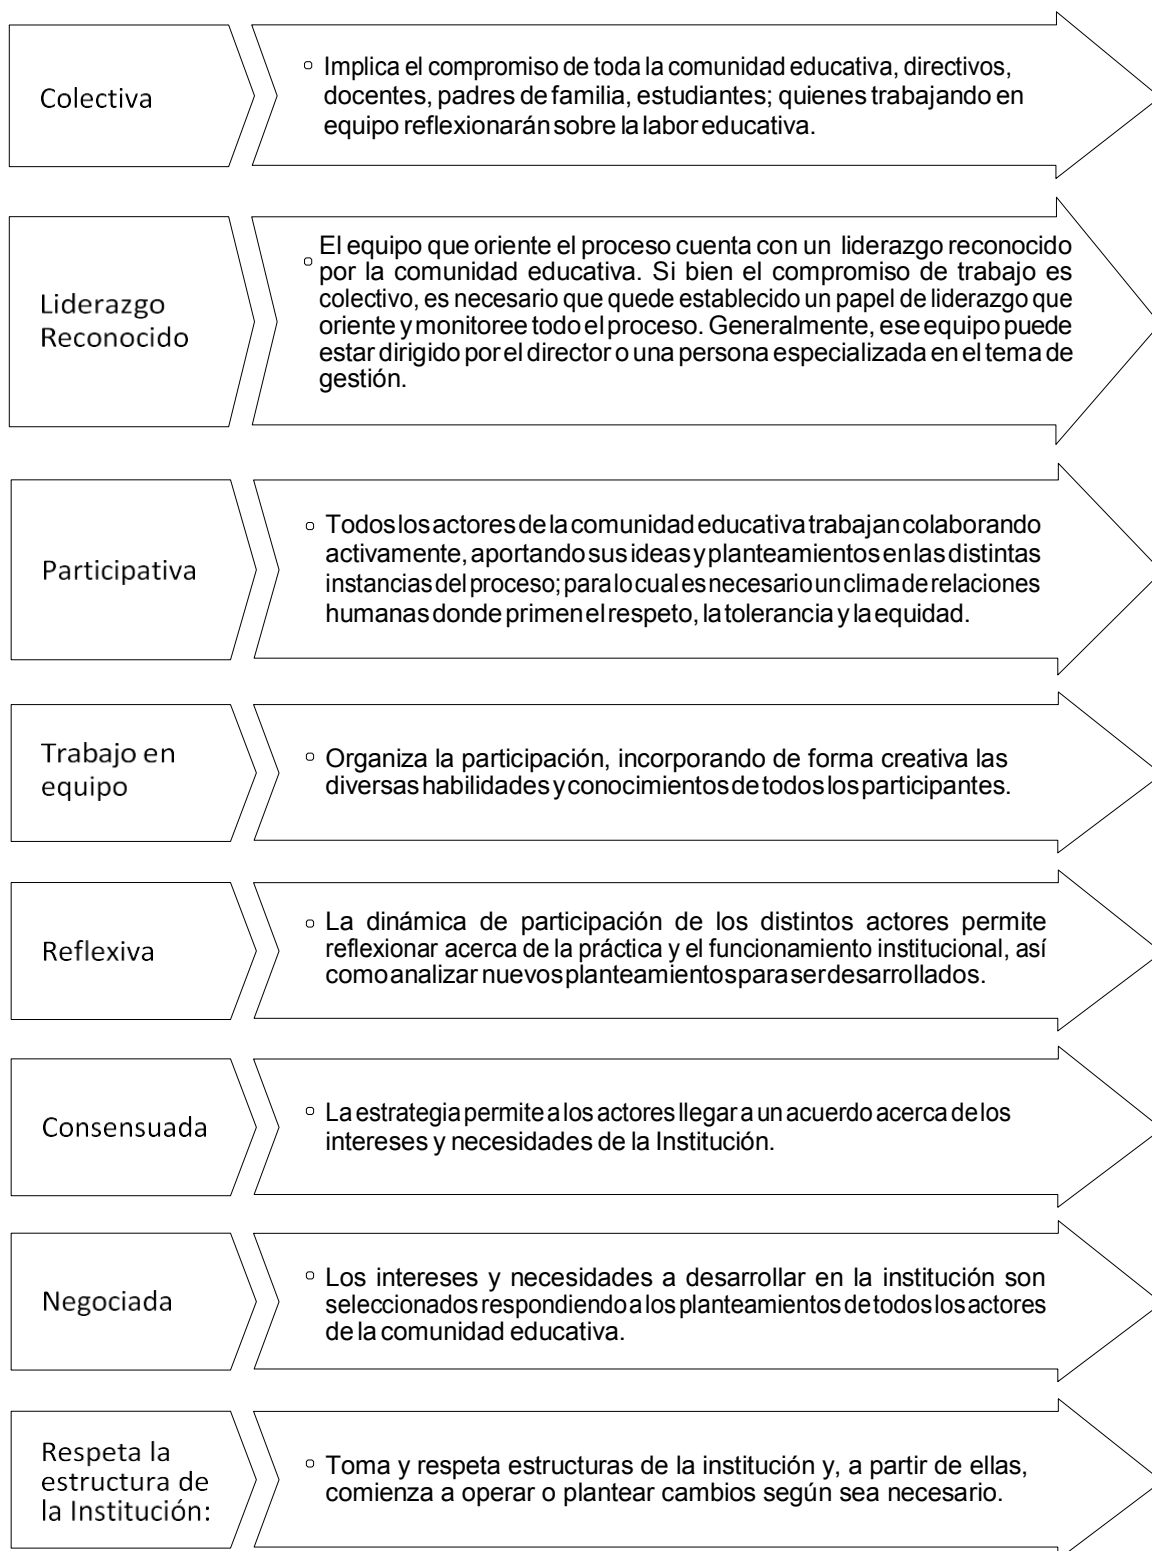 Colectiva
Implica el compromiso de toda la comunidad educativa, directivos,
docentes, padres de familia, estudiantes; quienes trabajando en
equipo reflexionarán sobre la labor educativa.
Liderazgo
Reconocido
El equipo que oriente el proceso cuenta con un liderazgo reconocido
por la comunidad educativa. Si bien el compromiso de trabajo es
colectivo, es necesario que quede establecido un papel de liderazgo que
oriente y monitoree todo el proceso. Generalmente, ese equipo puede
estar dirigido por el director o una persona especializada en el tema de
gestión.
Participativa
Todos los actores de la comunidad educativa trabajan colaborando
activamente, aportando sus ideas y planteamientos en las distintas
instancias del proceso; para lo cual es necesario un clima de relaciones
humanas donde primen el respeto, la tolerancia y la equidad.
Trabajo en
equipo
Organiza la participación, incorporando de forma creativa las
diversas habilidades y conocimientos de todos los participantes.
Reflexiva
La dinámica de participación de los distintos actores permite
reflexionar acerca de la práctica y el funcionamiento institucional, así
como analizar nuevos planteamientos para ser desarrollados.
Consensuada
La estrategia permite a los actores llegar a un acuerdo acerca de los
intereses y necesidades de la Institución.
Negociada
Los intereses y necesidades a desarrollar en la institución son
seleccionados respondiendo a los planteamientos de todos los actores
de la comunidad educativa.
Respeta la
estructura de
la Institución:
Toma y respeta estructuras de la institución y, a partir de ellas,
comienza a operar o plantear cambios según sea necesario.